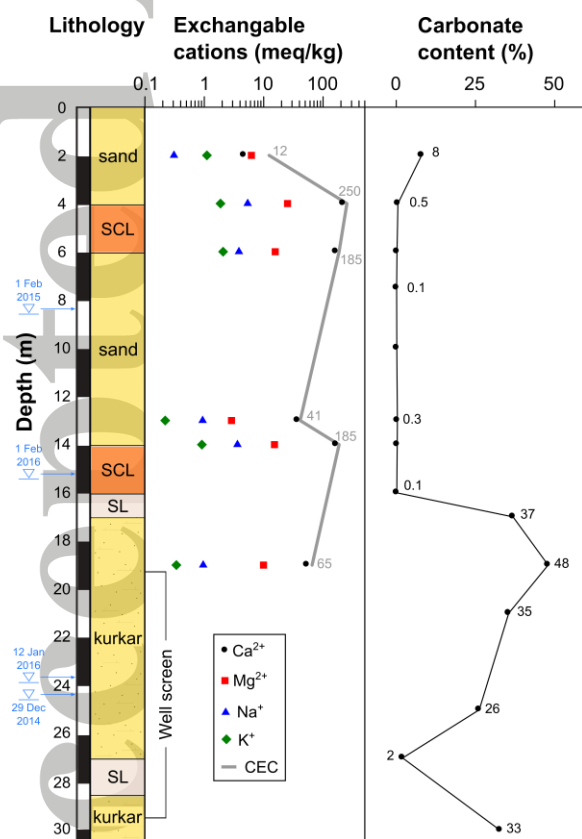 Lithology
Exchangable
cations (meq/kg)
Carbonate
content (%)
0.1 1 10 100
0 25 50
Depth (m)
0
2
4
6
8
10
12
14
16
18
20
22
24
26
28
30
sand
SCL
sand
SCL
SL
kurkar
SL
kurkar
1 Feb
2015
1 Feb
2016
12 Jan
2016
29 Dec
2014
Well screen
12
250
185
41
185
65
Ca2+
Mg2+
Na+
K+
CEC
8
0.5
0.1
0.3
0.1
37
48
35
26
2
33